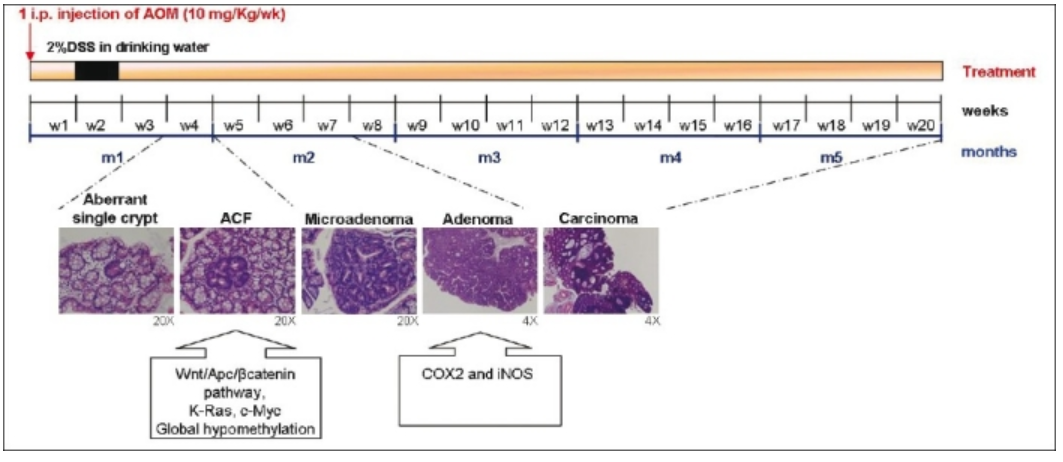 1 i.p. injection of AOM (10 mg/Kg/wk)
2%DSS in drinking water
Treatment
weeks
w1 w2 w3 w4 w5 w6 w7 w8 w9 w10 w11 w12 w13 w14 w15 w16 w17 w18 w19 w20
m1 m2 m3 m4 m5
months
Aberrant
single crypt
ACF
Microadenoma
Adenoma
Carcinoma
20X 20X 20X 4X 4X
Wnt/Apc/βcatenin
pathway,
K-Ras, c-Myc
Global hypomethylation
COX2 and iNOS